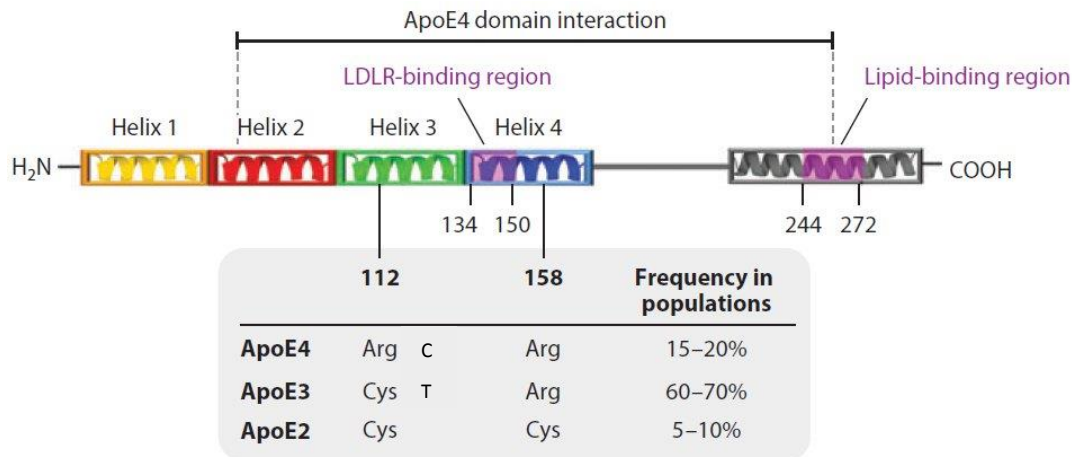 ApoE4 domain interaction
LDLR-binding region Lipid-binding region
Helix 1 Helix 2 Helix 3 Helix 4
H₂N COOH
134 150 244 272
112 158 Frequency in
populations
ApoE4 Arg C Arg 15–20%
ApoE3 Cys T Arg 60–70%
ApoE2 Cys Cys 5–10%